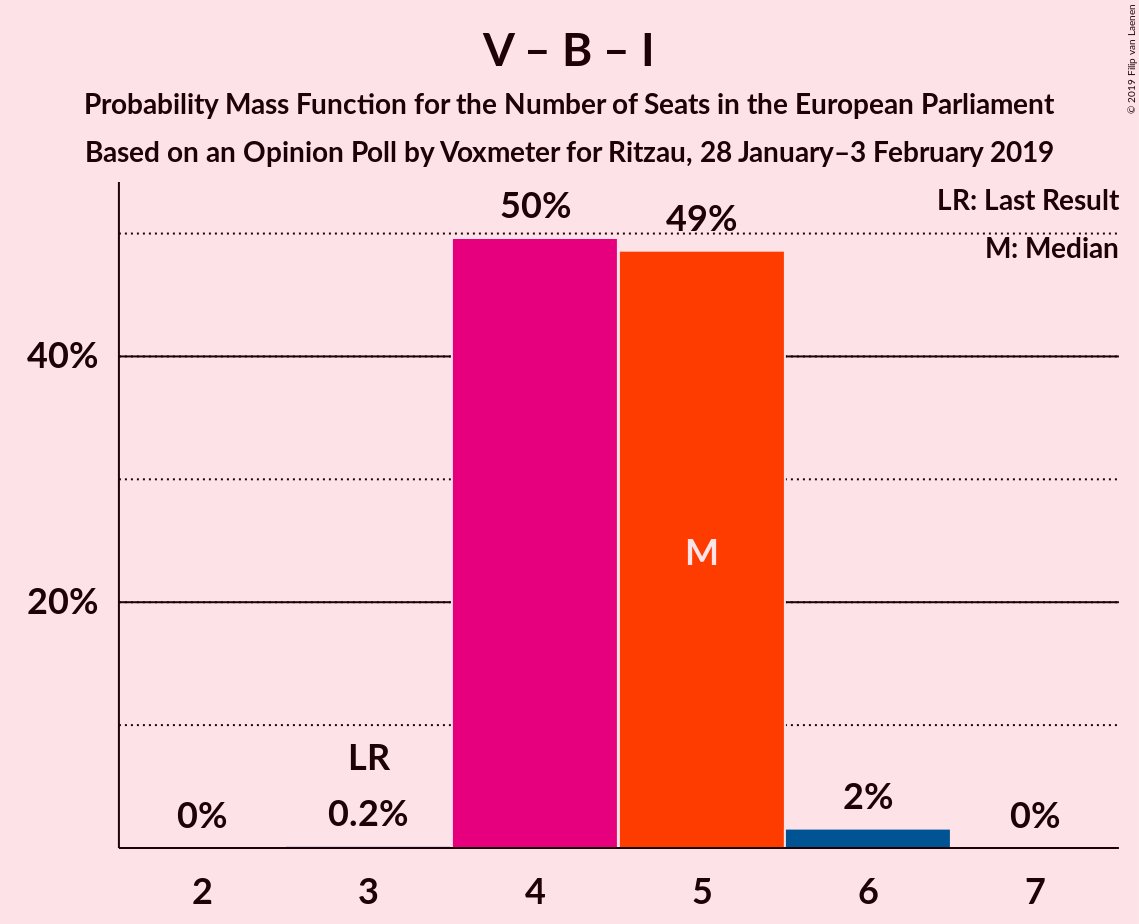 V – B – I
Probability Mass Function for the Number of Seats in the European Parliament
Based on an Opinion Poll by Voxmeter for Ritzau, 28 January–3 February 2019
© 2019 Filip van Laenen
LR: Last Result
M: Median
50%
49%
40%
M
20%
LR
0%
0.2%
2%
0%
2
3
4
5
6
7